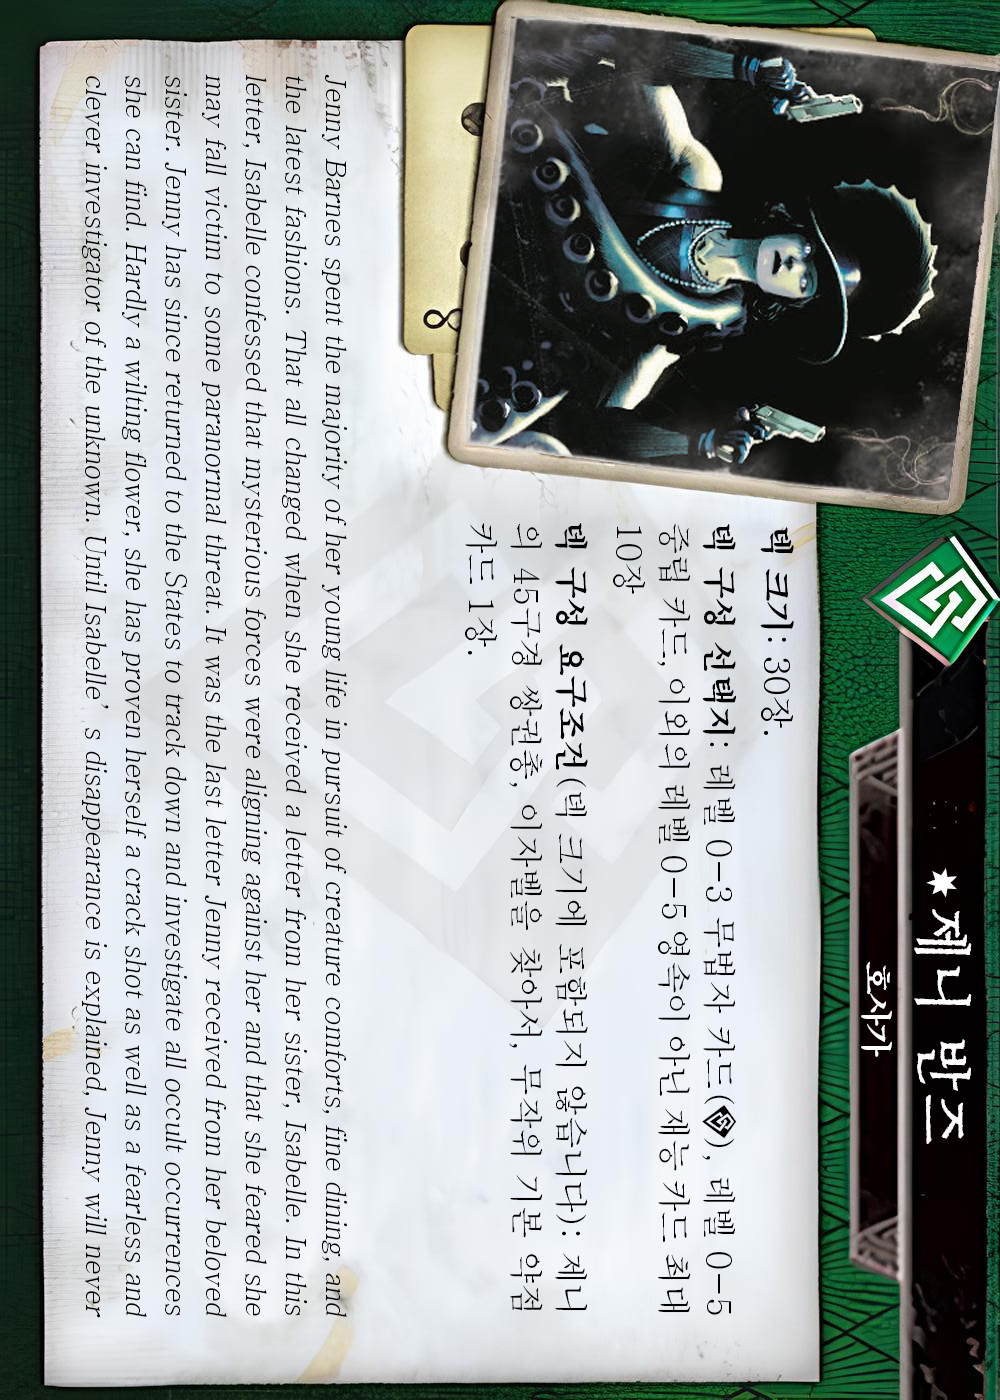 제니 반즈
호사가
덱 크기: 30장.
덱 구성 선택지: 레벨 0-3 무법자 카드( ), 레벨 0-5
중립 카드, 이외의 레벨 0-5 영속이 아닌 재능 카드 최대
10장
덱 구성 요구조건(덱 크기에 포함되지 않습니다): 제니
의 45구경 쌍권총, 이자벨을 찾아서, 무작위 기본 약점
카드 1장.
8
Jenny Barnes spent the majority of her young life in pursuit of creature comforts, fine dining, and
the latest fashions. That all changed when she received a letter from her sister, Isabelle. In this
letter, Isabelle confessed that mysterious forces were aligning against her and that she feared she
may fall victim to some paranormal threat. It was the last letter Jenny received from her beloved
sister. Jenny has since returned to the States to track down and investigate all occult occurrences
she can find. Hardly a wilting flower, she has proven herself a crack shot as well as a fearless and
clever investigator of the unknown. Until Isabelle’s disappearance is explained, Jenny will never